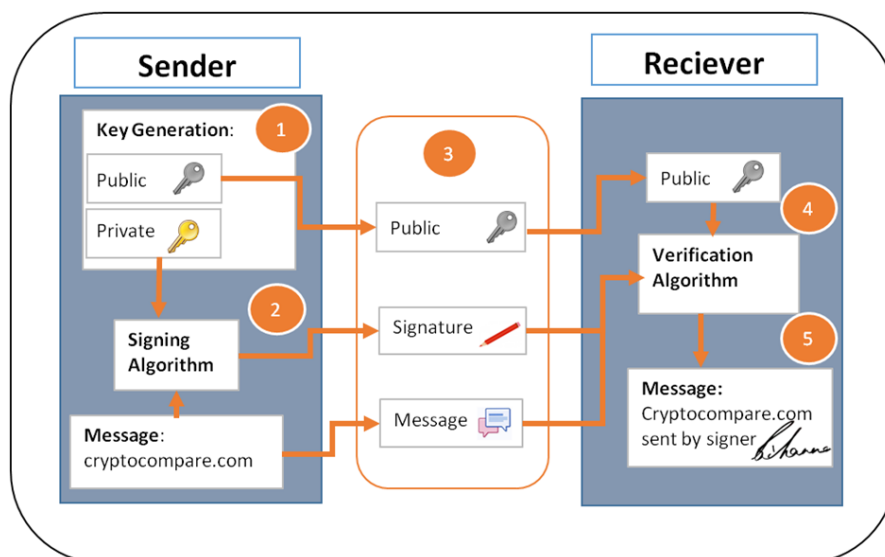 Sender
Reciever
Key Generation:
1
Public
Private
2
Signing
Algorithm
Message:
cryptocompare.com
3
Public
Signature
Message
Public
4
Verification
Algorithm
5
Message:
Cryptocompare.com
sent by signer